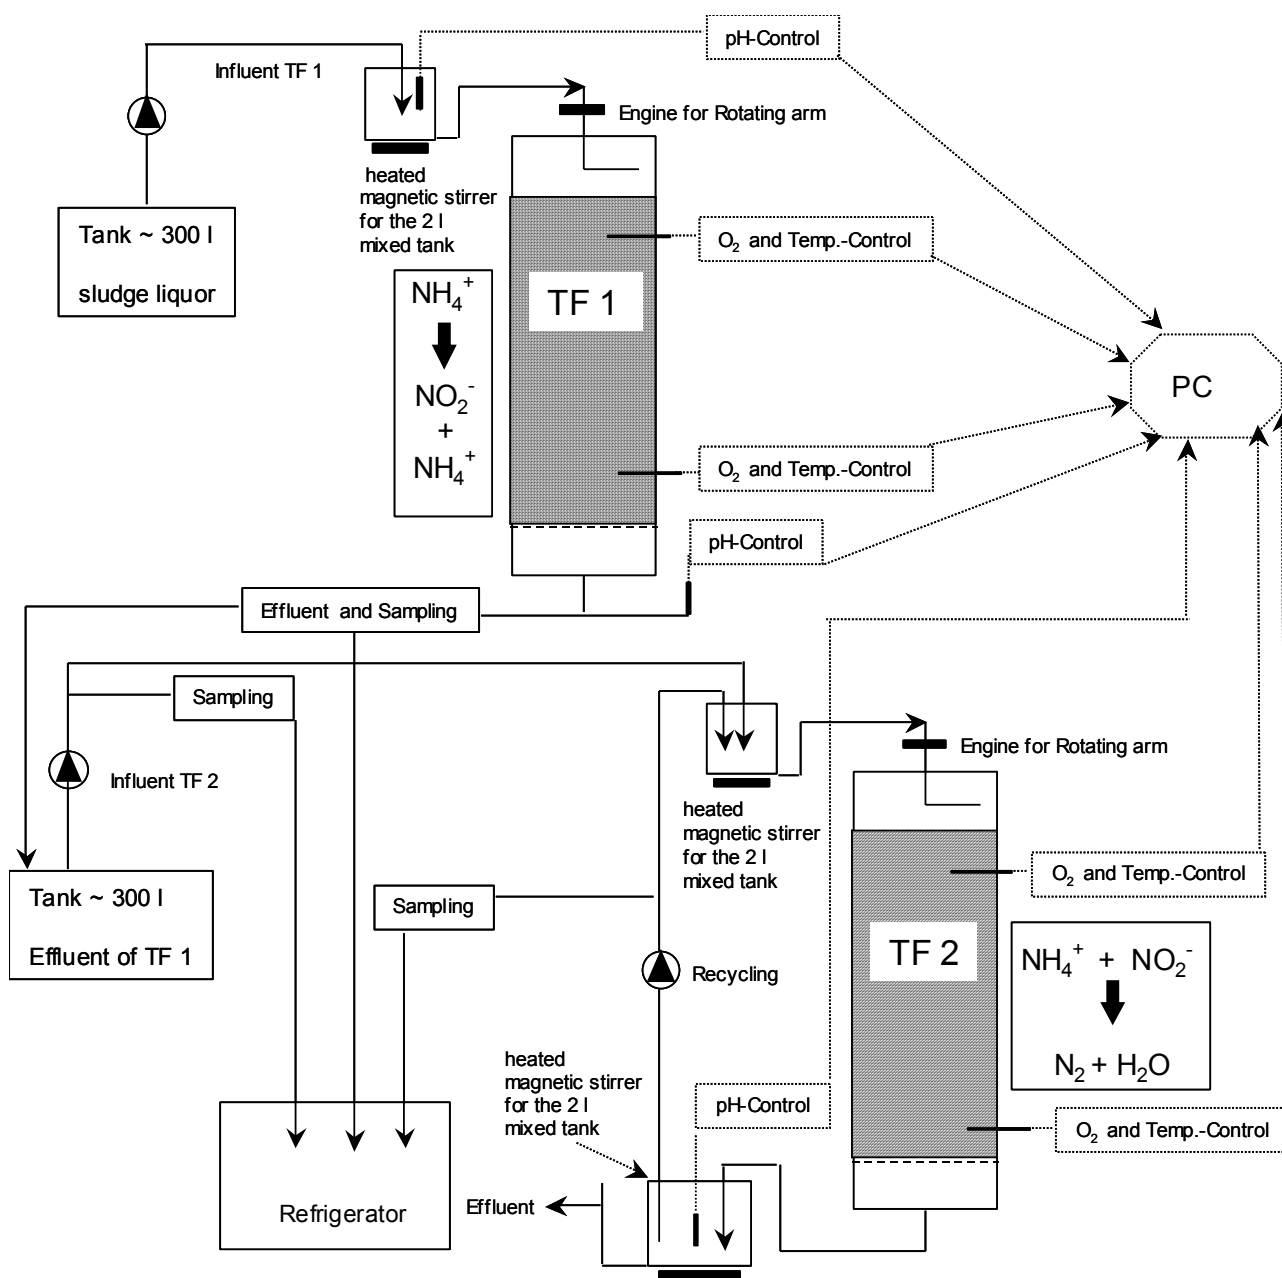 pH-Control
Influent TF 1
Engine for Rotating arm
heated
magnetic stirrer
for the 2 l
mixed tank
Tank ~ 300 l
sludge liquor
O₂ and Temp.-Control
NH₄⁺
TF 1
NO₂⁻
+
NH₄⁺
PC
O₂ and Temp.-Control
pH-Control
Effluent and Sampling
Sampling
Influent TF 2
Engine for Rotating arm
heated
magnetic stirrer
for the 2 l
mixed tank
O₂ and Temp.-Control
Tank ~ 300 l
Effluent of TF 1
Sampling
TF 2
NH₄⁺ + NO₂⁻
Recycling
N₂ + H₂O
heated
magnetic stirrer
for the 2 l
mixed tank
pH-Control
O₂ and Temp.-Control
Refrigerator
Effluent